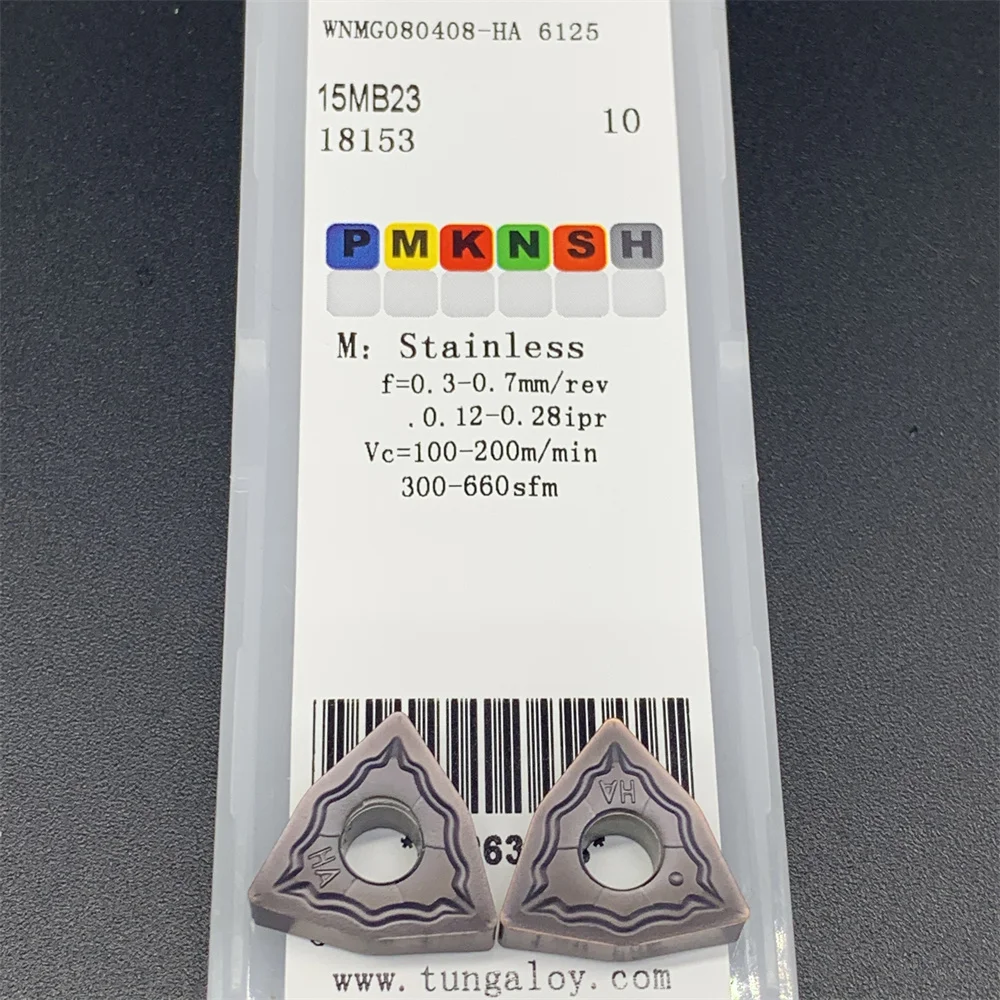 WNMG080408-HA 6125
15MB23
18153
10
P M K N S H
M: Stainless
f=0.3-0.7mm/rev
.0.12-0.28ipr
Vc=100-200m/min
300-660sfm
HA
HA
www.tungaloy.com